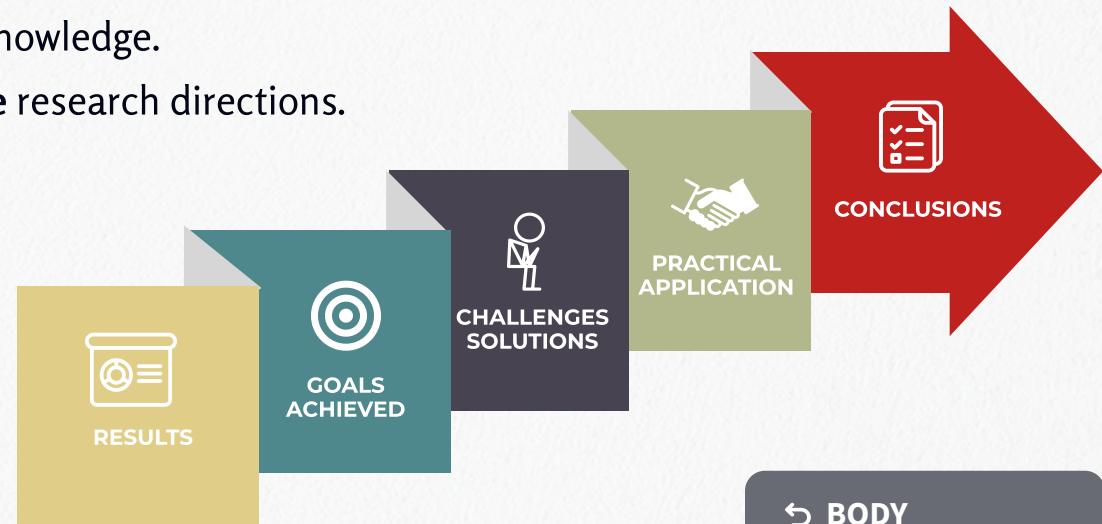 nowledge.
e research directions.
CONCLUSIONS
PRACTICAL
APPLICATION
CHALLENGES
SOLUTIONS
GOALS
ACHIEVED
RESULTS
BODY